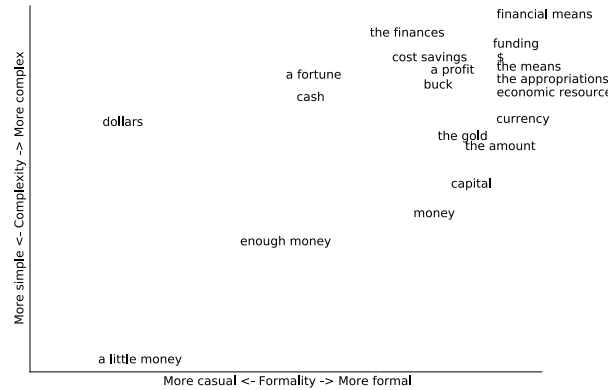 financial means
the finances
funding
cost savings
$
the means
a profit
a fortune
the appropriations
buck
economic resource
cash
currency
dollars
the gold
the amount
capital
money
enough money
a little money
More simple <- Complexity -> More complex
More casual <- Formality -> More formal